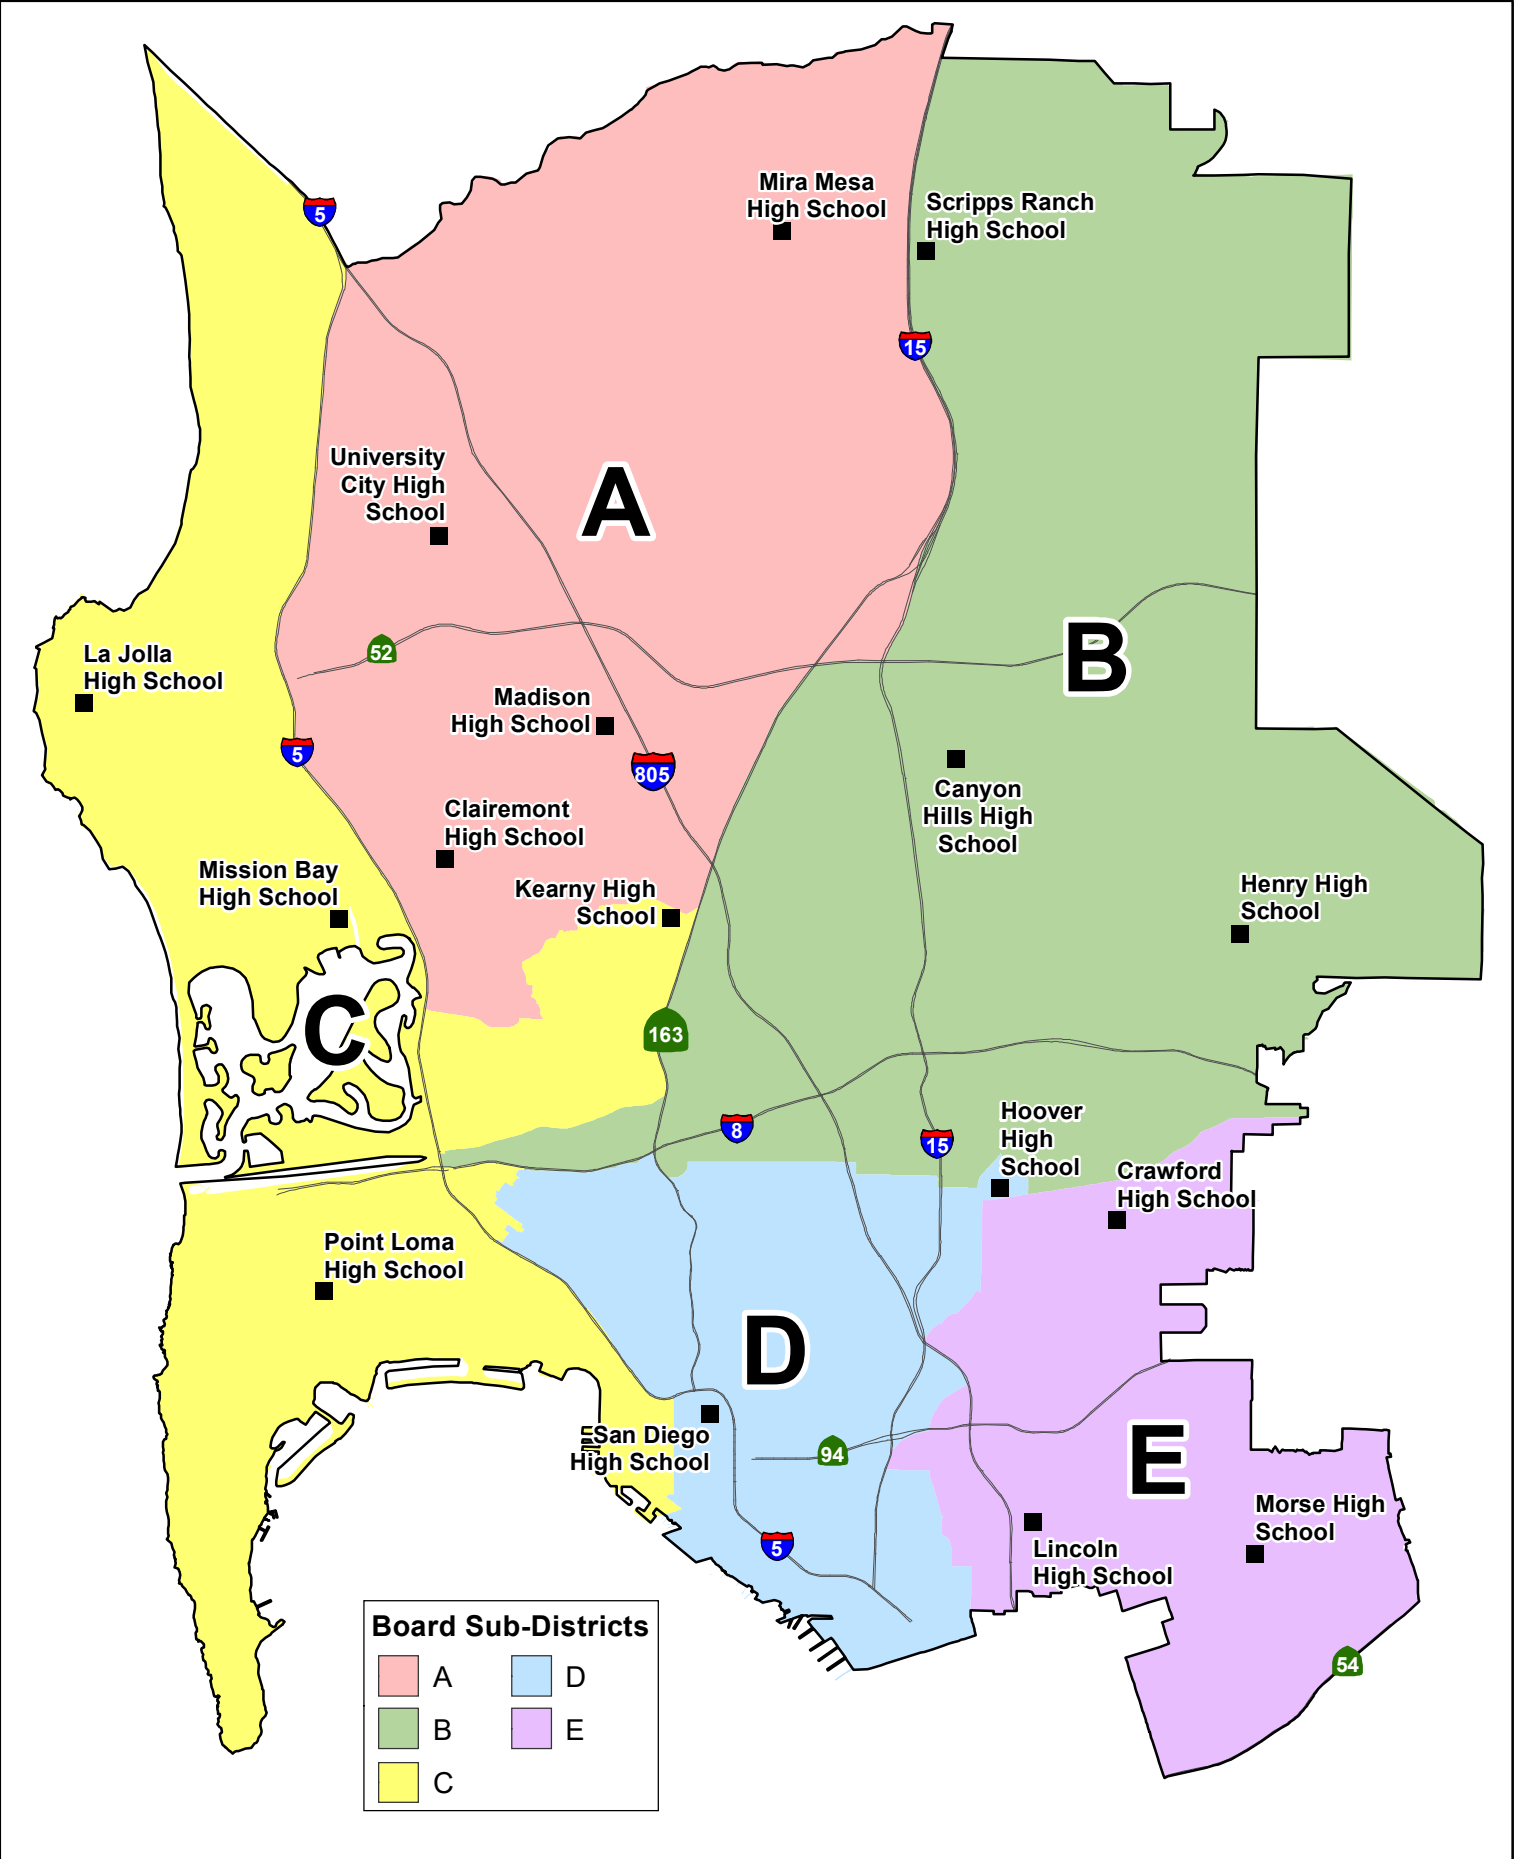 5
Mira Mesa
High School
Scripps Ranch
High School
15
University
City High
School
A
52
B
La Jolla
High School
Madison
High School
5
805
Canyon
Hills High
School
Clairemont
High School
Mission Bay
High School
Kearny High
School
Henry High
School
C
163
8
15
Hoover
High
School
Crawford
High School
Point Loma
High School
D
San Diego
High School
94
E
Morse High
School
5
Lincoln
High School
54
Board Sub-Districts
A
D
B
E
C